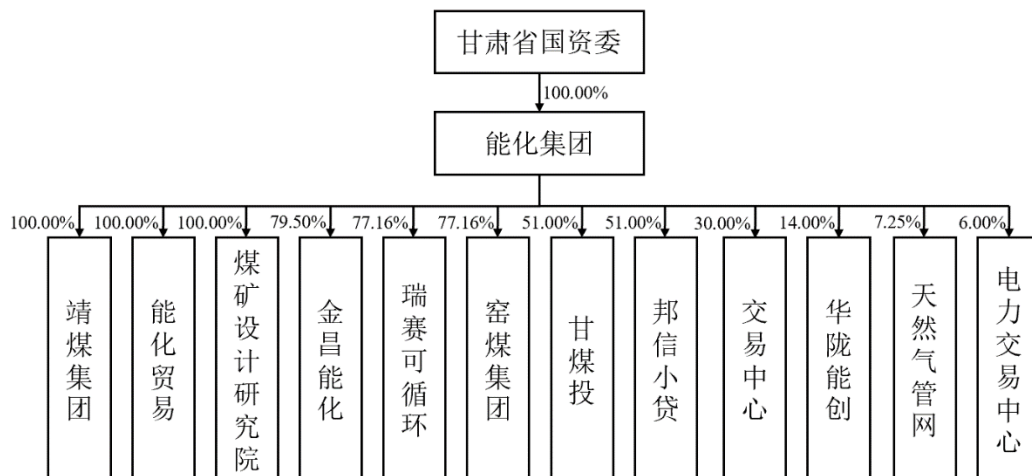 甘肃省国资委
100.00%
能化集团
100.00%
100.00%
100.00%
79.50%
77.16%
77.16%
51.00%
51.00%
30.00%
14.00%
7.25%
6.00%
靖煤集团
能化贸易
煤矿设计研究院
金昌能化
瑞赛可循环
窑煤集团
甘煤投
邦信小贷
交易中心
华陇能创
天然气管网
电力交易中心